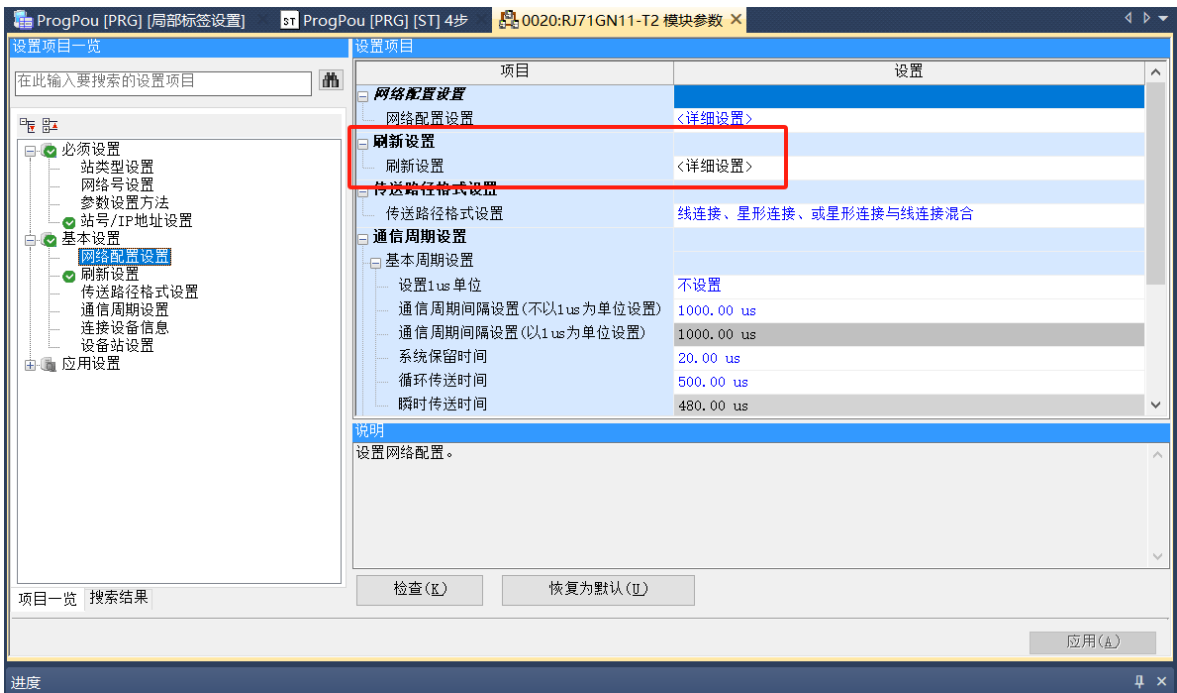 ProgPou [PRG] [局部标签设置] ProgPou [PRG] [ST] 4步 0020:RJ71GN11-T2 模块参数
设置项目一览
在此输入要搜索的设置项目
必须设置
站类型设置
网络号设置
参数设置方法
站号/IP地址设置
基本设置
网络配置设置
刷新设置
传送路径格式设置
通信周期设置
连接设备信息
设备站设置
应用设置
项目一览 搜索结果
设置项目
项目 设置
网络配置设置
网络配置设置 <详细设置>
刷新设置
刷新设置 <详细设置>
传送路径格式设置
传送路径格式设置 线连接、星形连接、或星形连接与线连接混合
通信周期设置
基本周期设置
设置1us单位 不设置
通信周期间隔设置(不以1us为单位设置) 1000.00 us
通信周期间隔设置(以1us为单位设置) 1000.00 us
系统保留时间 20.00 us
循环传送时间 500.00 us
瞬时传送时间 480.00 us
说明
设置网络配置。
检查(K) 恢复为默认(U)
应用(A)
进度